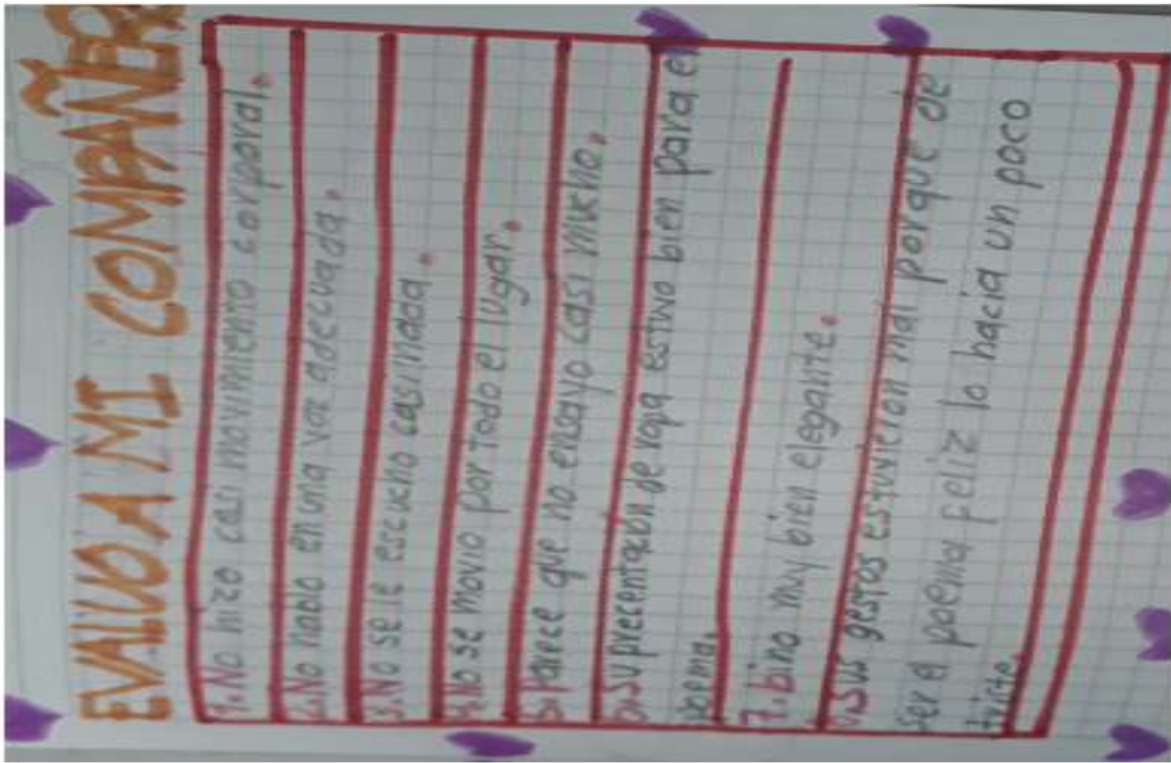 EVALUO A MI COMPAÑER
1. No hizo casi movimiento corporal.
2. No hablo en una voz adecuada.
3. No se le escucho casi nada.
4. No se movio por todo el lugar.
5. Parece que no ensayo casi mucho.
6. Su precentación de ropa estuvo bien para el
poema.
7. bino muy bien elegante.
8. Sus gestos estuvieron mal porque de
ser el poema feliz lo hacia un poco
triste.